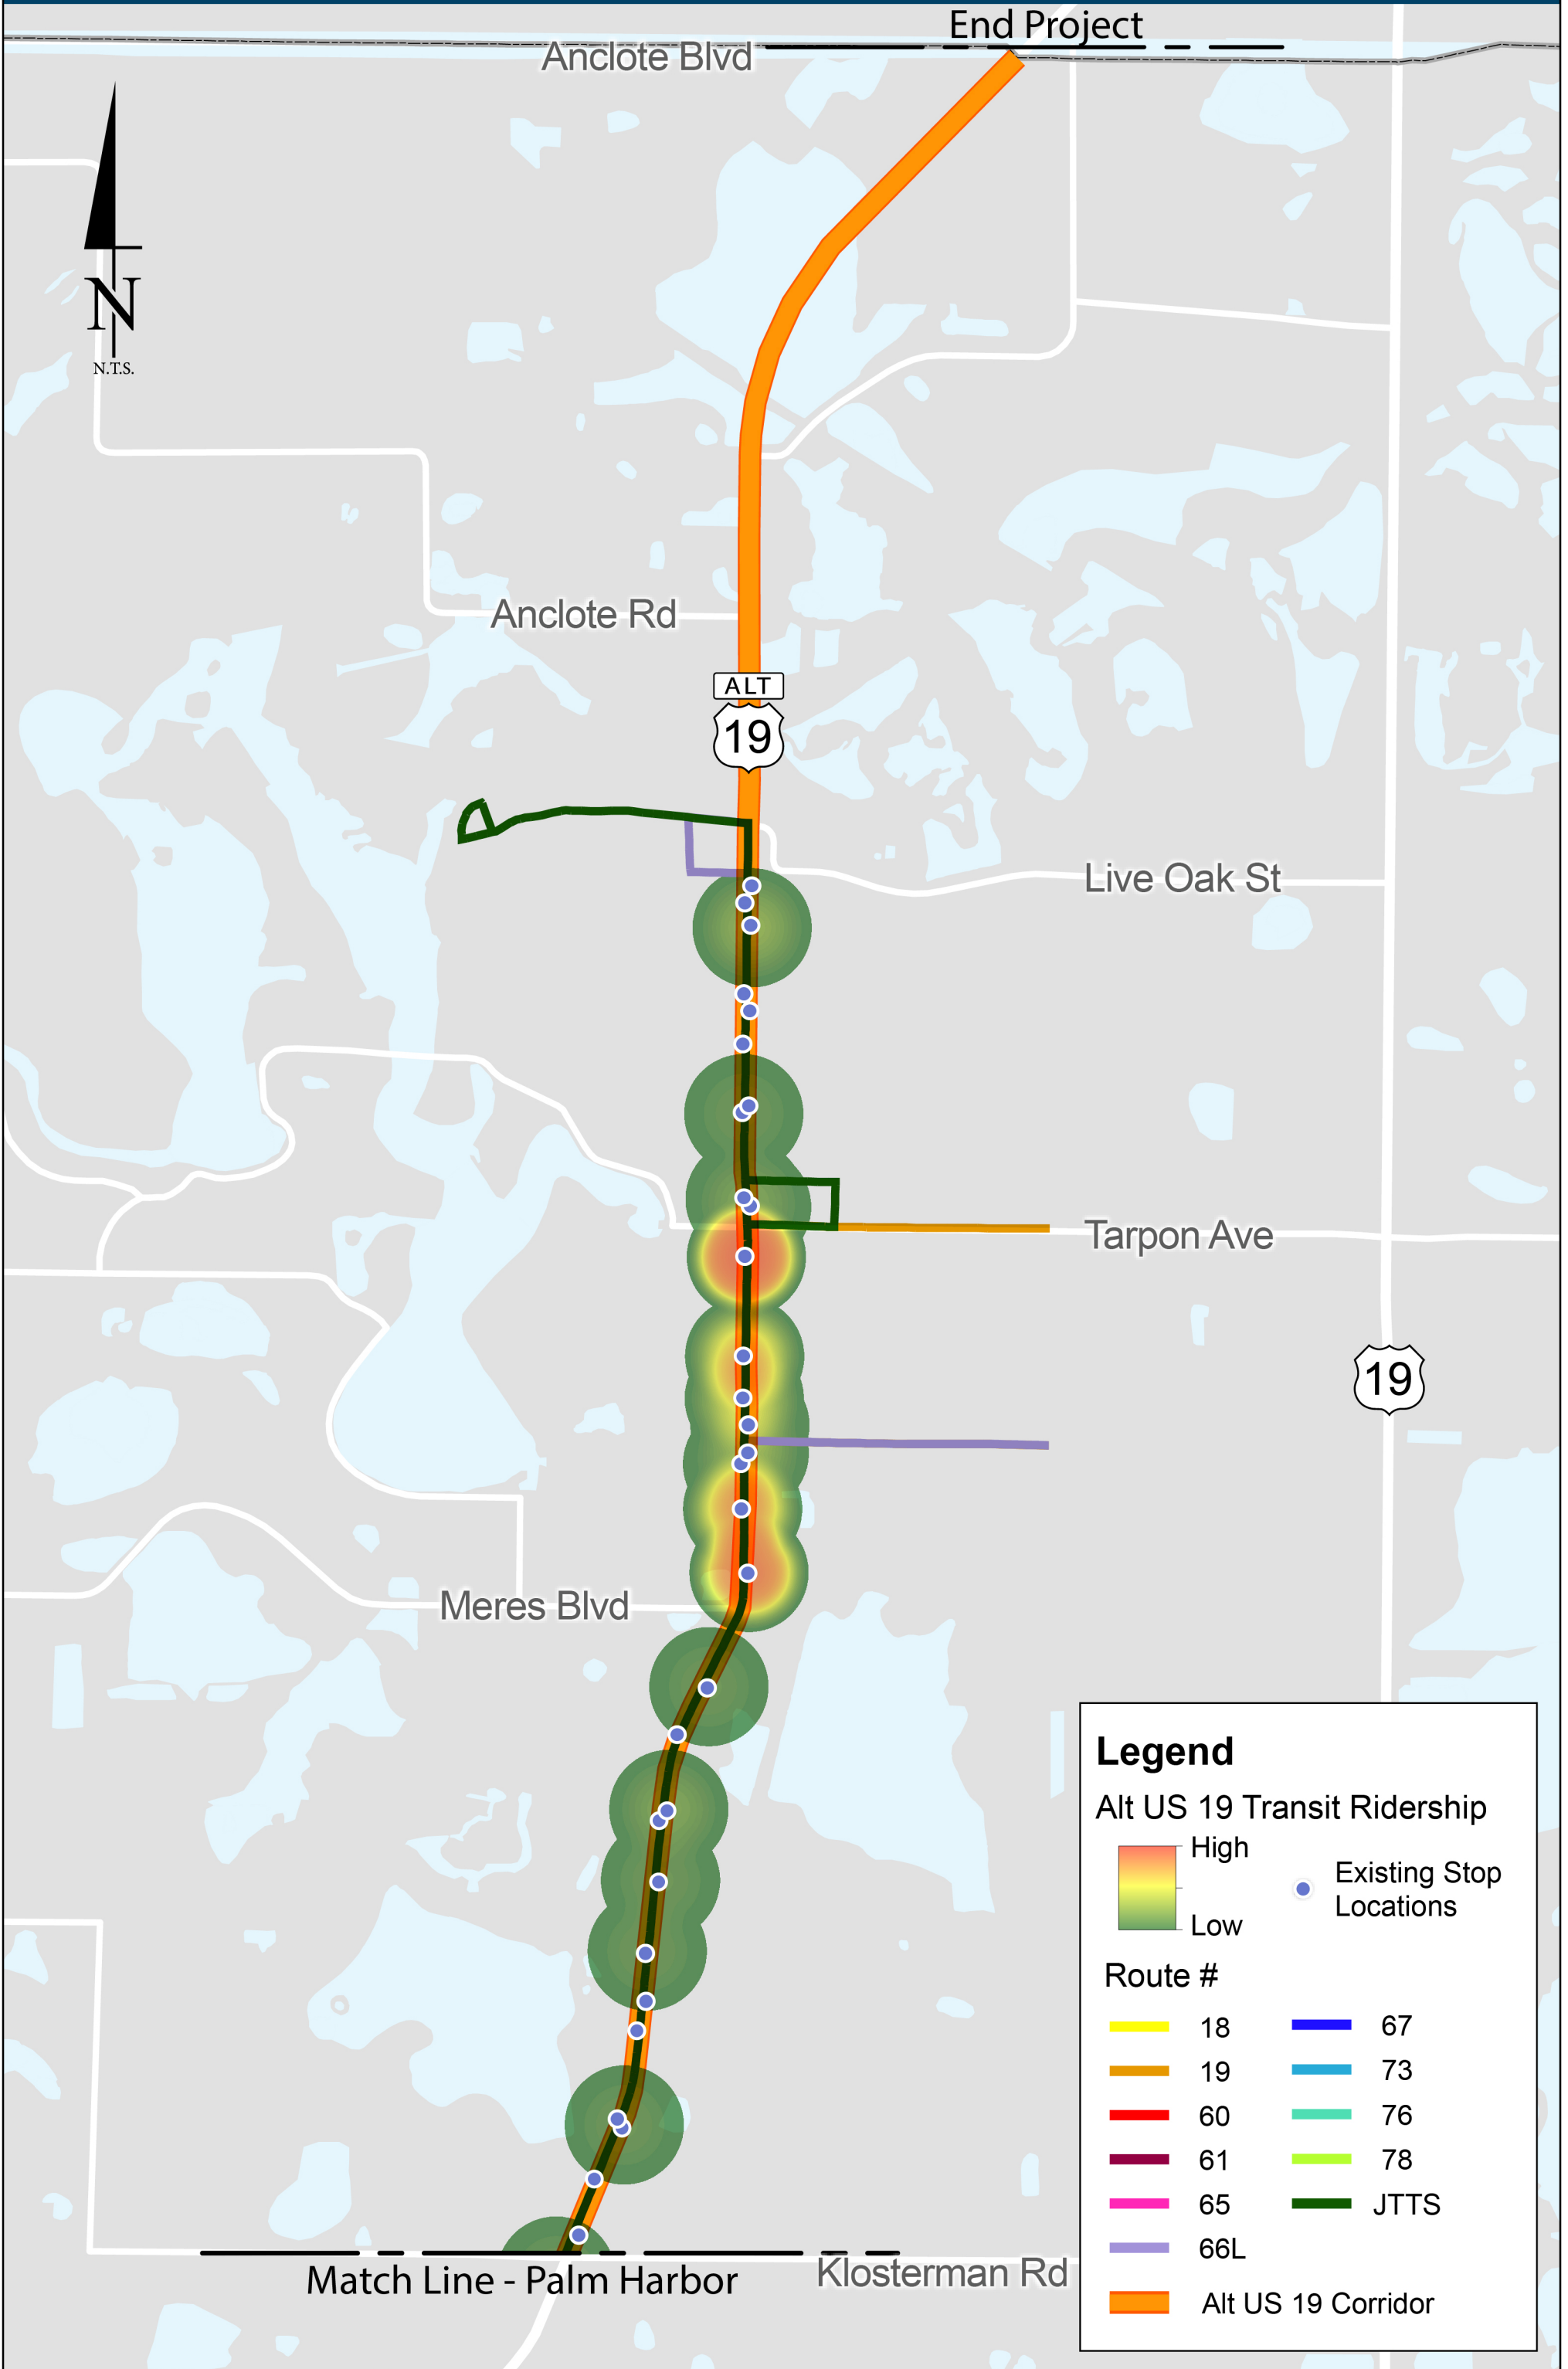 End Project
Anclote Blvd
N
N.T.S.
Anclote Rd
ALT
19
Live Oak St
Tarpon Ave
19
Meres Blvd
Legend
Alt US 19 Transit Ridership
High
Low
Existing Stop
Locations
Route #
18
67
19
73
60
76
61
78
65
JTTS
66L
Alt US 19 Corridor
Klosterman Rd
Match Line - Palm Harbor